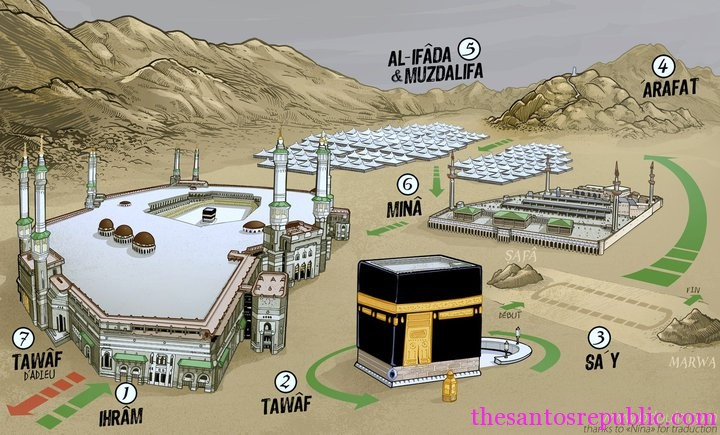 AL-IFÂDA ⑤
& MUZDALIFA
④
ARAFAT
⑥
MINÂ
SAFA
DÉBUT
FIN
MARWA
③
SA´Y
②
TAWÂF
⑦
TAWÂF
D'ADIEU
①
IHRÂM
thesantosrepublic.com
thanks to «Nina» for traduction